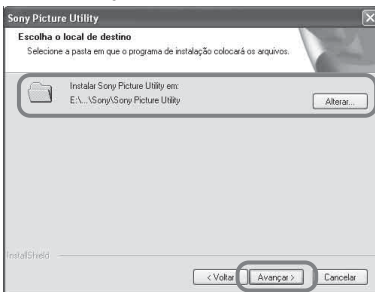 Sony Picture Utility
Escolha o local de destino
Selecione a pasta em que o programa de instalação colocará os arquivos.
Instalar Sony Picture Utility em:
E:\...\Sony\Sony Picture Utility
Alterar...
InstallShield
< Voltar
Avançar >
Cancelar